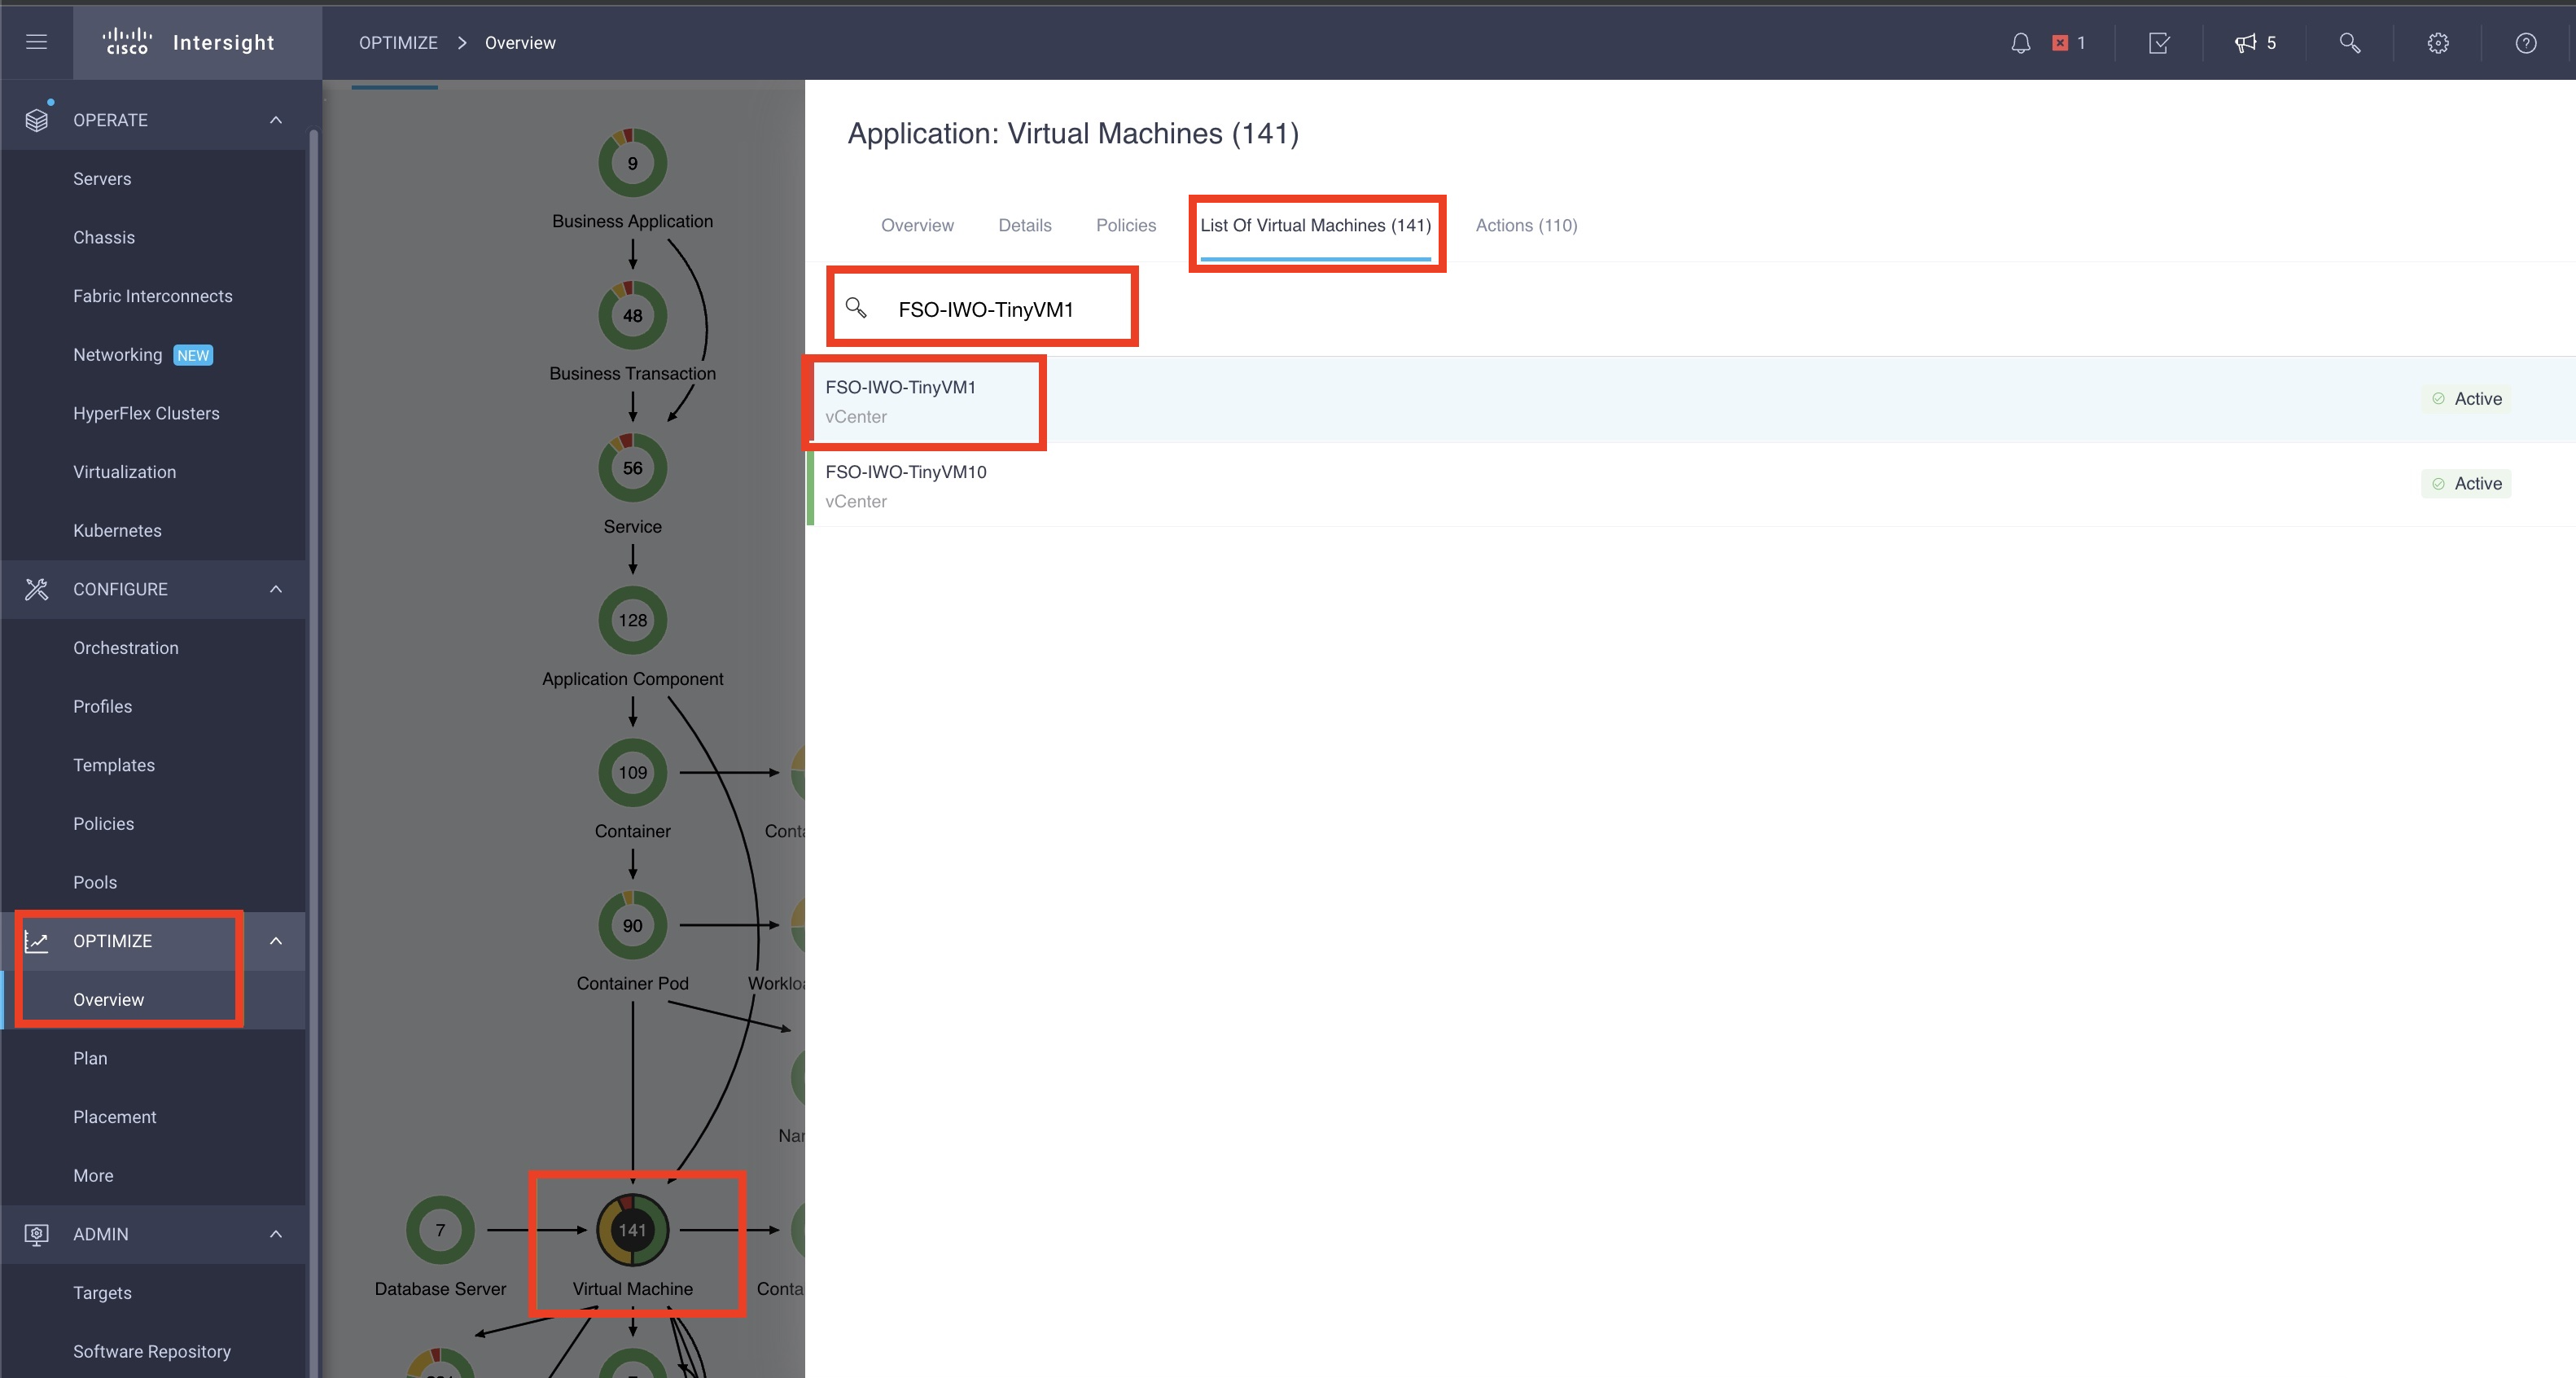 CISCO Intersight
OPTIMIZE > Overview
1
5
OPERATE
Servers
Chassis
Fabric Interconnects
Networking NEW
HyperFlex Clusters
Virtualization
Kubernetes
CONFIGURE
Orchestration
Profiles
Templates
Policies
Pools
OPTIMIZE
Overview
Plan
Placement
More
ADMIN
Targets
Software Repository
9
Business Application
48
Business Transaction
56
Service
128
Application Component
109
Container
90
Container Pod
7
Database Server
141
Virtual Machine
Application: Virtual Machines (141)
Overview Details Policies List Of Virtual Machines (141) Actions (110)
FSO-IWO-TinyVM1
FSO-IWO-TinyVM1
vCenter
Active
FSO-IWO-TinyVM10
vCenter
Active